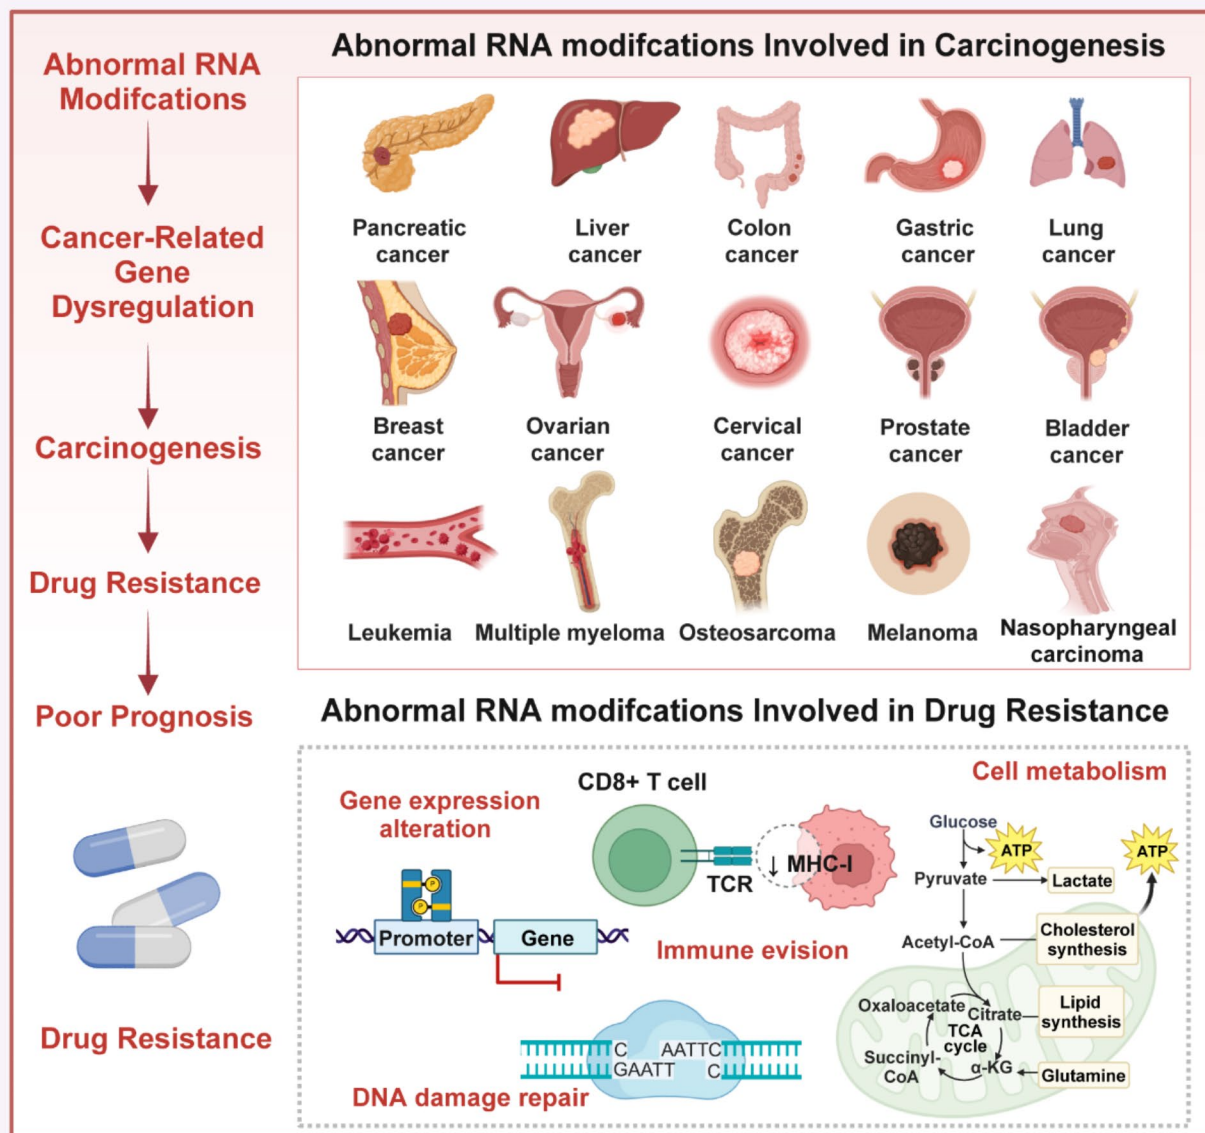 Abnormal RNA
Modifcations
Cancer-Related
Gene
Dysregulation
Carcinogenesis
Drug Resistance
Poor Prognosis
Drug Resistance
Abnormal RNA modifcations Involved in Carcinogenesis
Pancreatic
cancer
Liver
cancer
Colon
cancer
Gastric
cancer
Lung
cancer
Breast
cancer
Ovarian
cancer
Cervical
cancer
Prostate
cancer
Bladder
cancer
Leukemia
Multiple myeloma
Osteosarcoma
Melanoma
Nasopharyngeal
carcinoma
Abnormal RNA modifcations Involved in Drug Resistance
Gene expression
alteration
P
P
Promoter
Gene
CD8+ T cell
TCR
↓ MHC-I
Immune evision
C AATTC
GAATT C
DNA damage repair
Cell metabolism
Glucose
ATP
ATP
Pyruvate
Lactate
Acetyl-CoA
Cholesterol
synthesis
Oxaloacetate
Citrate
Lipid
synthesis
TCA
cycle
Succinyl-
CoA
α-KG
Glutamine